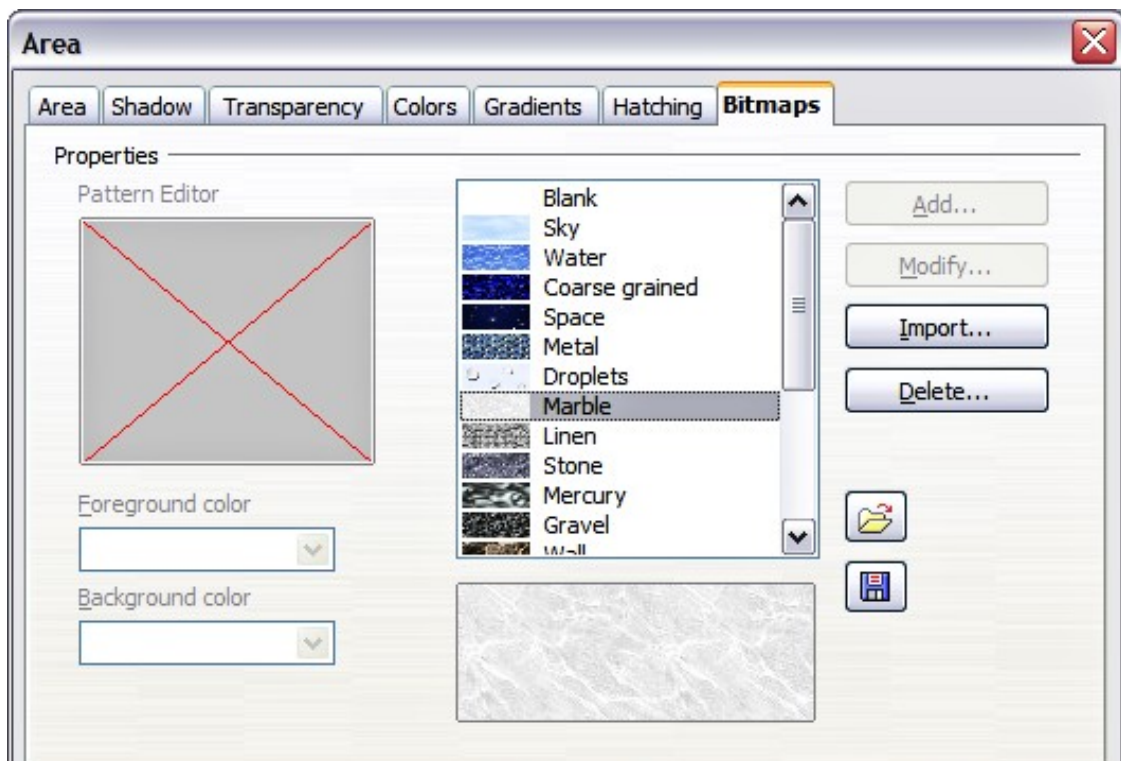 Area
Area Shadow Transparency Colors Gradients Hatching Bitmaps
Properties
Pattern Editor
Blank
Sky
Water
Coarse grained
Space
Metal
Droplets
Marble
Linen
Stone
Mercury
Gravel
Wall
Add...
Modify...
Import...
Delete...
Foreground color
Background color